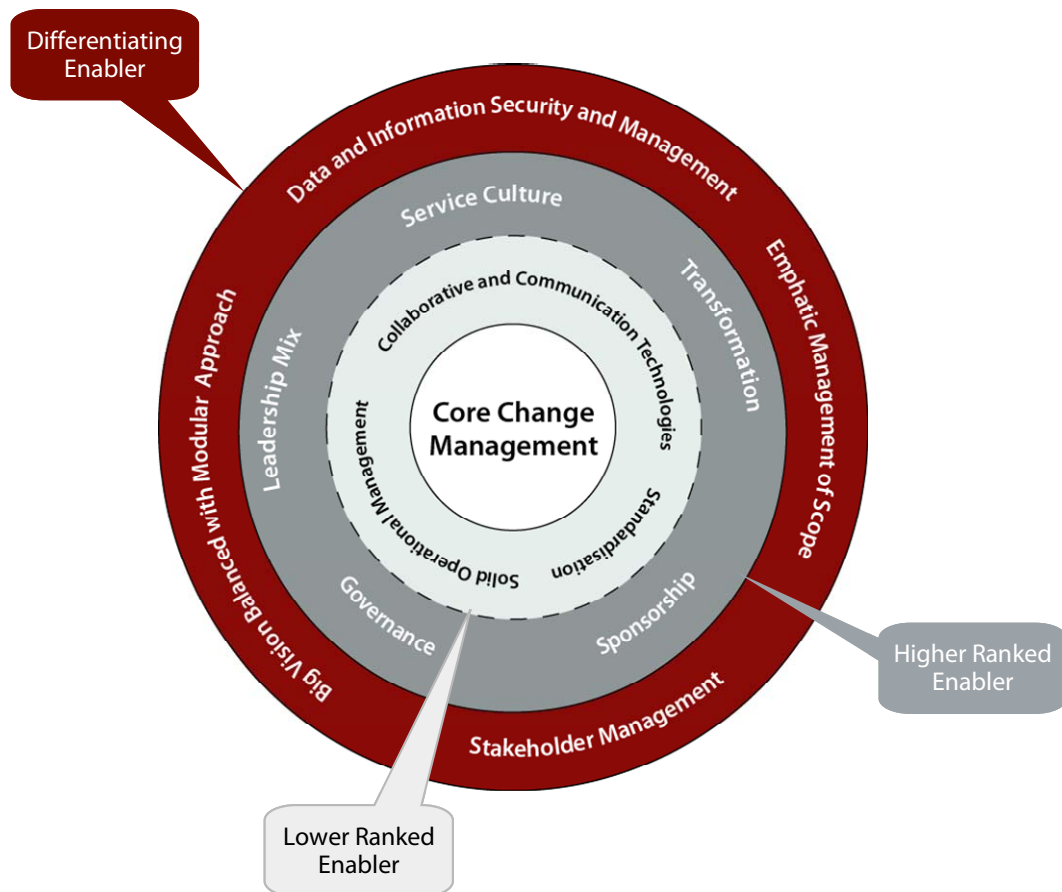 Differentiating
Enabler
Data and Information Security and Management
Emphatic Management of Scope
Stakeholder Management
Big Vision Balanced with Modular Approach
Service Culture
Transformation
Sponsorship
Governance
Leadership Mix
Collaborative and Communication Technologies
Standardisation
Solid Operational Management
Core Change
Management
Higher Ranked
Enabler
Lower Ranked
Enabler